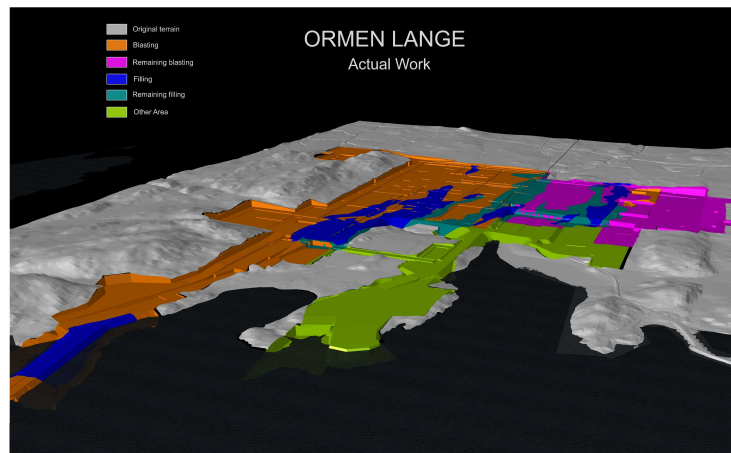 ORMEN LANGE
Actual Work
Original terrain
Blasting
Remaining blasting
Filling
Remaining filling
Other Area